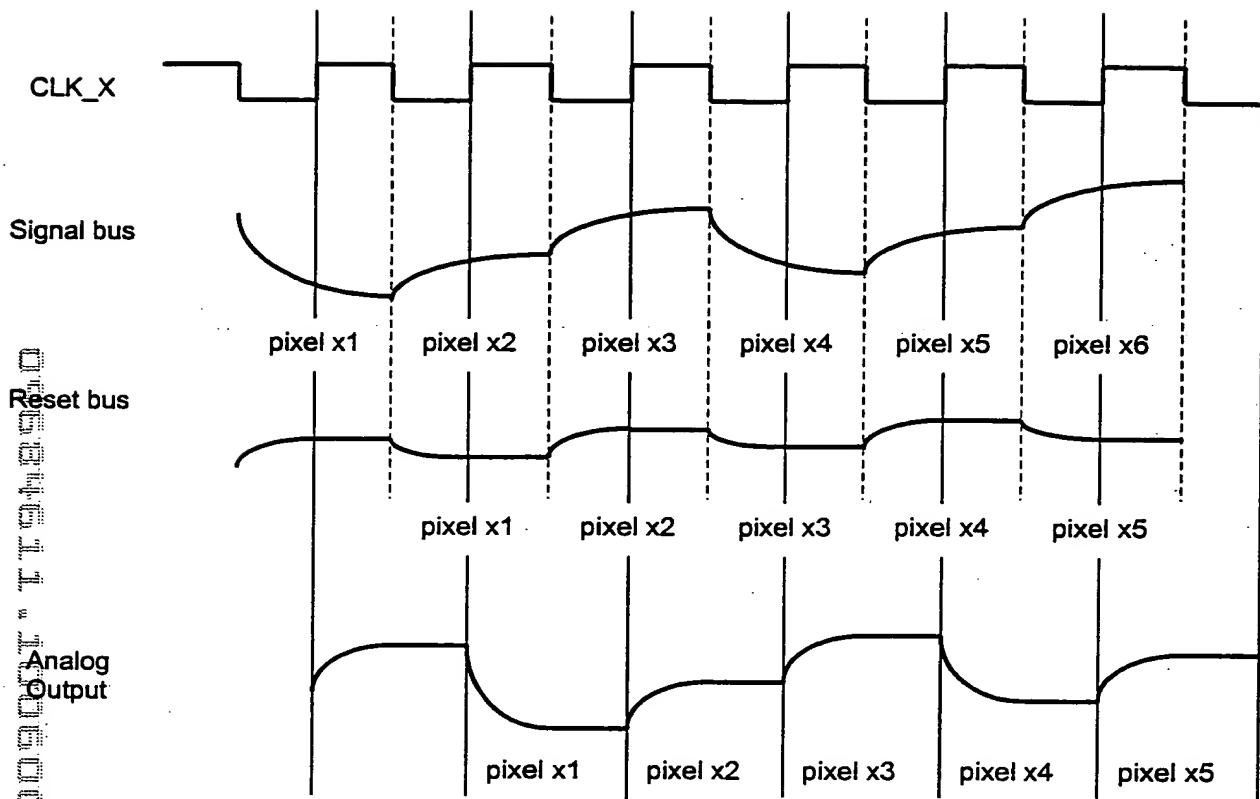 CLK_X
Signal bus
pixel x1 pixel x2 pixel x3 pixel x4 pixel x5 pixel x6
Reset bus
pixel x1 pixel x2 pixel x3 pixel x4 pixel x5
Analog
Output
pixel x1 pixel x2 pixel x3 pixel x4 pixel x5